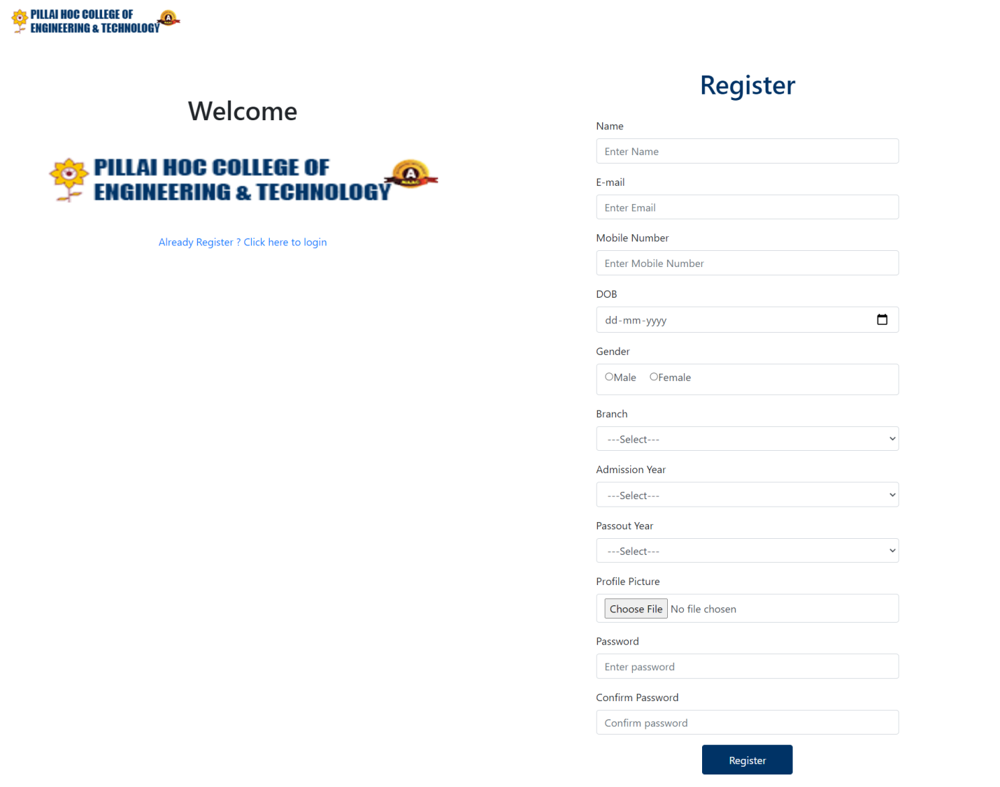 PILLAI HOC COLLEGE OF
ENGINEERING & TECHNOLOGY
A
Welcome
PILLAI HOC COLLEGE OF
ENGINEERING & TECHNOLOGY
A
Already Register ? Click here to login
Register
Name
Enter Name
E-mail
Enter Email
Mobile Number
Enter Mobile Number
DOB
dd-mm-yyyy
Gender
Male Female
Branch
---Select---
Admission Year
---Select---
Passout Year
---Select---
Profile Picture
Choose File No file chosen
Password
Enter password
Confirm Password
Confirm password
Register